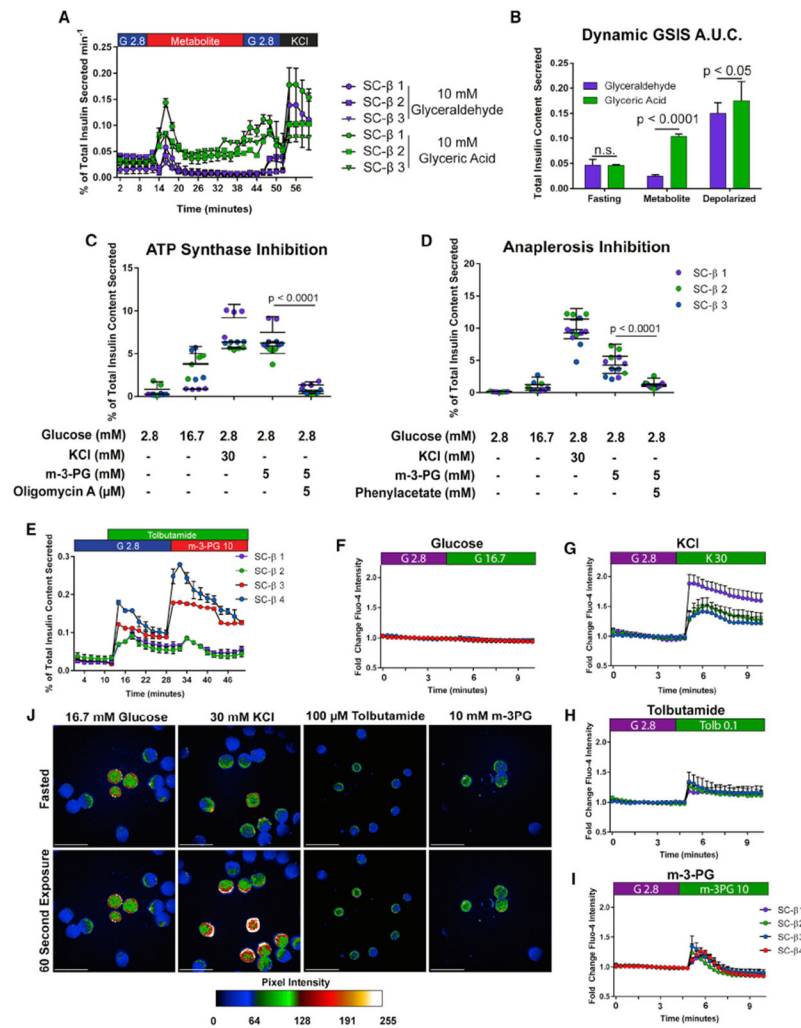 A
G 2.8 Metabolite G 2.8 KCl
% of Total Insulin Content Secreted min⁻¹
0.25
0.20
0.15
0.10
0.05
0.00
2 8 14 20 26 32 38 44 50 56
Time (minutes)
SC-β 1
SC-β 2
SC-β 3
10 mM
Glyceraldehyde
SC-β 1
SC-β 2
SC-β 3
10 mM
Glyceric Acid
B
Dynamic GSIS A.U.C.
Total Insulin Content Secreted
0.25
0.20
0.15
0.10
0.05
0.00
Glyceraldehyde
Glyceric Acid
n.s.
p < 0.0001
p < 0.05
Fasting Metabolite Depolarized
C
ATP Synthase Inhibition
% of Total Insulin Content Secreted
15
10
5
0
p < 0.0001
Glucose (mM) 2.8 16.7 2.8 2.8 2.8
KCl (mM) - - 30 - -
m-3-PG (mM) - - - 5 5
Oligomycin A (µM) - - - - 5
D
Anaplerosis Inhibition
% of Total Insulin Content Secreted
20
15
10
5
0
p < 0.0001
SC-β 1
SC-β 2
SC-β 3
Glucose (mM) 2.8 16.7 2.8 2.8 2.8
KCl (mM) - - 30 - -
m-3-PG (mM) - - - 5 5
Phenylacetate (mM) - - - - 5
E
Tolbutamide
G 2.8 m-3-PG 10
% of Total Insulin Content Secreted
0.3
0.2
0.1
0.0
4 10 16 22 28 34 40 46
Time (minutes)
SC-β 1
SC-β 2
SC-β 3
SC-β 4
F
Glucose
G 2.8 G 16.7
Fold Change Fluo-4 Intensity
2.0
1.5
1.0
0.5
0 3 6 9
Time (minutes)
G
KCl
G 2.8 K 30
Fold Change Fluo-4 Intensity
2.0
1.5
1.0
0.5
0 3 6 9
Time (minutes)
H
Tolbutamide
G 2.8 Tolb 0.1
Fold Change Fluo-4 Intensity
2.0
1.5
1.0
0.5
0 3 6 9
Time (minutes)
I
m-3-PG
G 2.8 m-3PG 10
Fold Change Fluo-4 Intensity
2.0
1.5
1.0
0.5
0 3 6 9
Time (minutes)
SC-β1
SC-β2
SC-β3
SC-β4
J
16.7 mM Glucose 30 mM KCl 100 µM Tolbutamide 10 mM m-3PG
Fasted
60 Second Exposure
Pixel Intensity
0 64 128 191 255